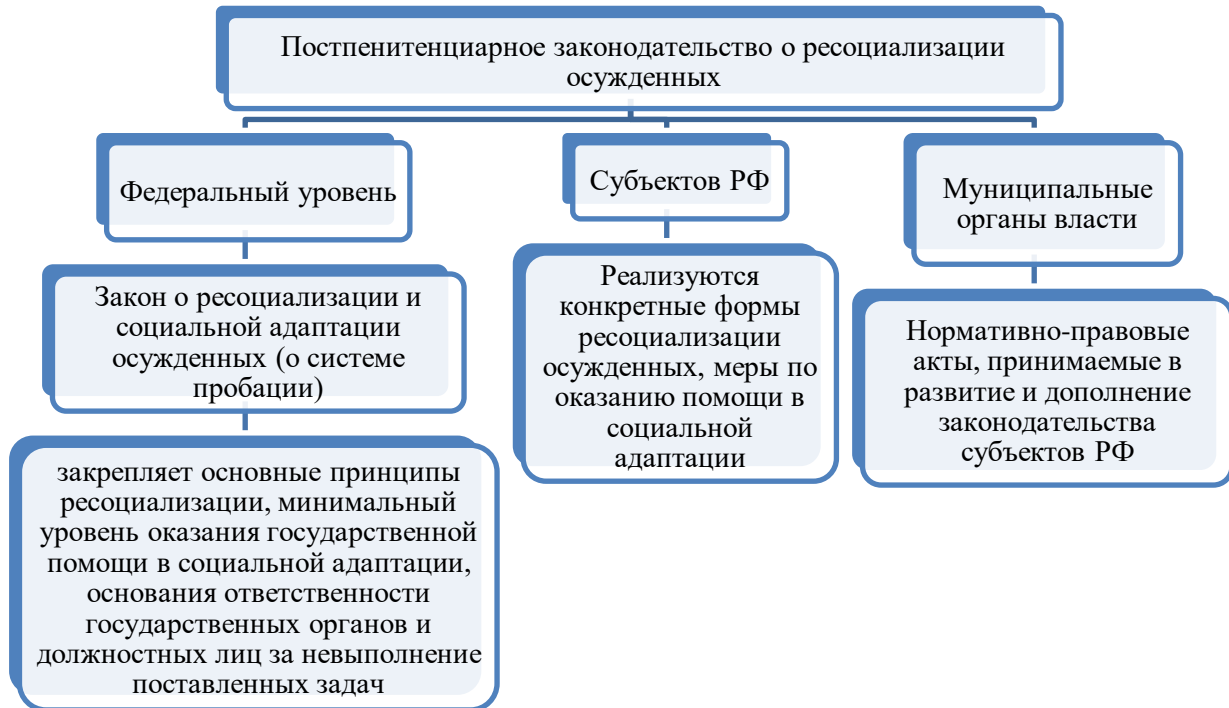 Постпенитенциарное законодательство о ресоциализации
осужденных
Федеральный уровень
Закон о ресоциализации и
социальной адаптации
осужденных (о системе
пробации)
закрепляет основные принципы
ресоциализации, минимальный
уровень оказания государственной
помощи в социальной адаптации,
основания ответственности
государственных органов и
должностных лиц за невыполнение
поставленных задач
Субъектов РФ
Реализуются
конкретные формы
ресоциализации
осужденных, меры по
оказанию помощи в
социальной
адаптации
Муниципальные
органы власти
Нормативно-правовые
акты, принимаемые в
развитие и дополнение
законодательства
субъектов РФ